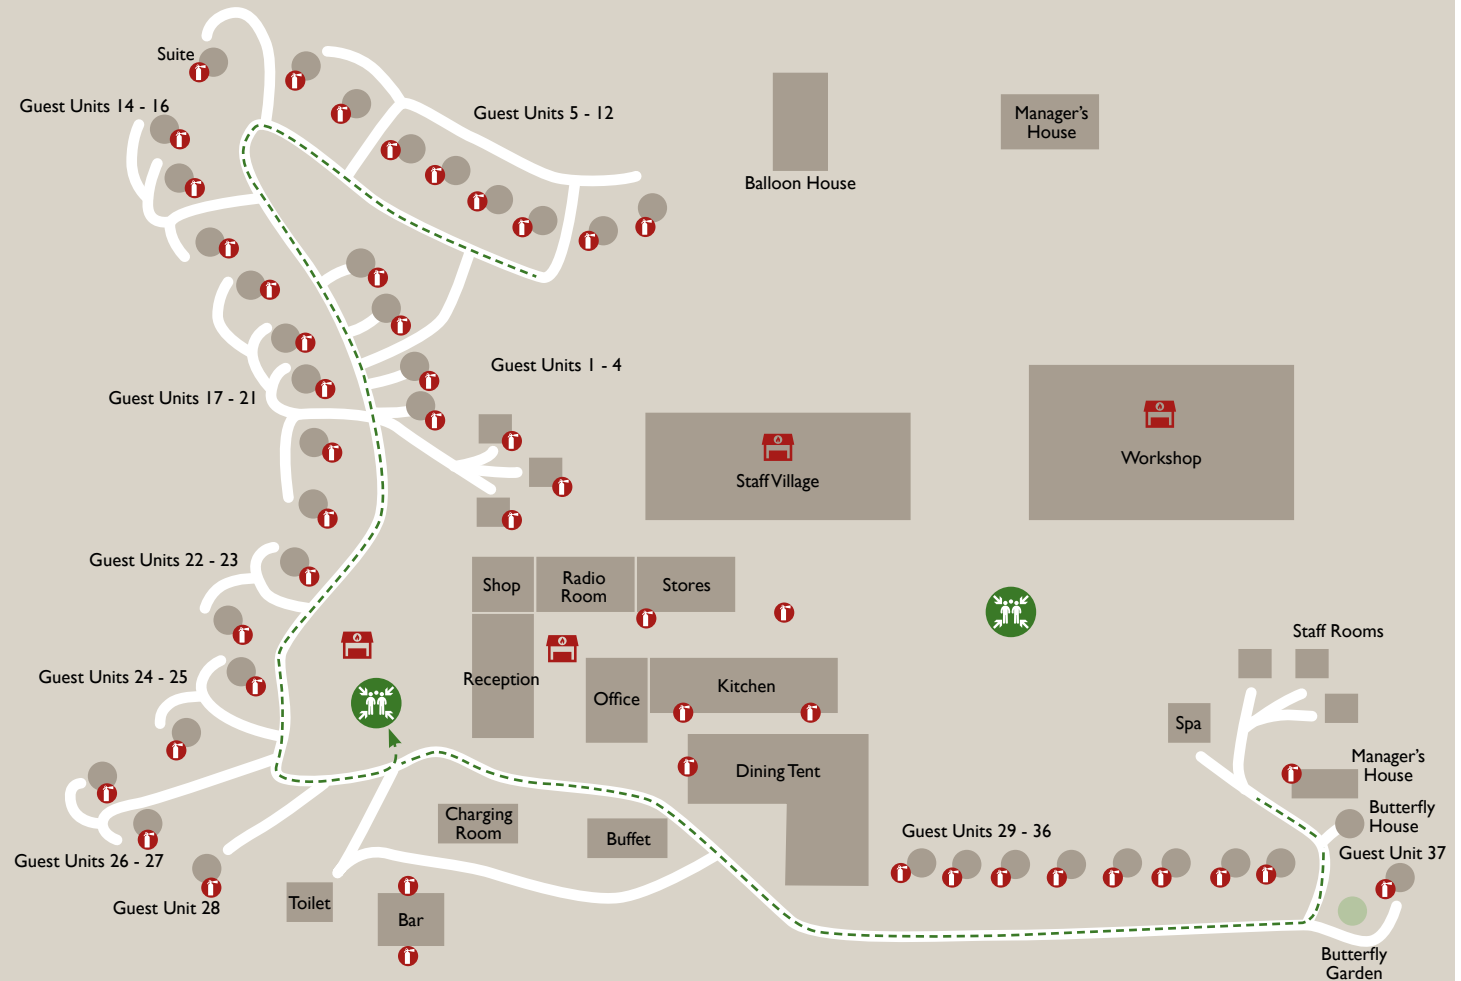 Suite
Guest Units 14 - 16
Guest Units 5 - 12
Manager's
House
Balloon House
Guest Units 1 - 4
Guest Units 17 - 21
Workshop
Staff Village
Guest Units 22 - 23
Shop
Radio
Room
Stores
Staff Rooms
Guest Units 24 - 25
Reception
Office
Kitchen
Spa
Dining Tent
Manager's
House
Charging
Room
Buffet
Butterfly
House
Guest Units 29 - 36
Guest Unit 37
Guest Units 26 - 27
Guest Unit 28
Toilet
Bar
Butterfly
Garden